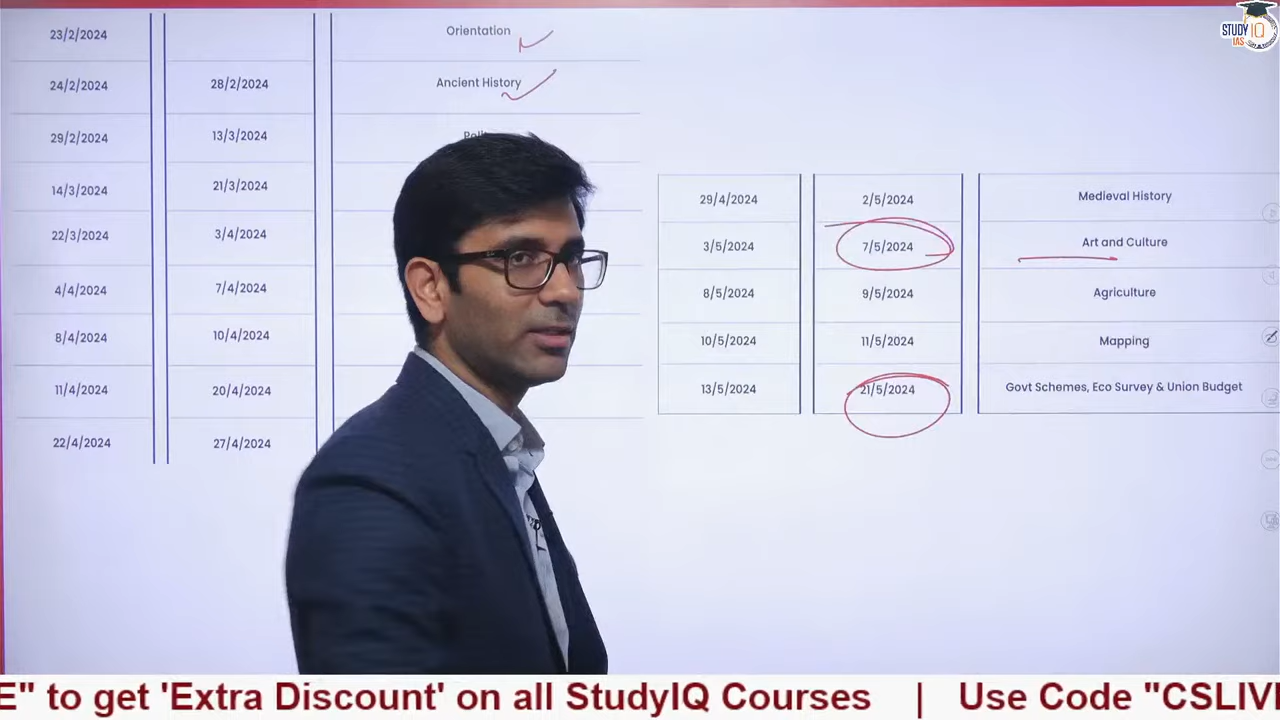 STUDY IQ
IAS
23/2/2024 Orientation
24/2/2024 28/2/2024 Ancient History
29/2/2024 13/3/2024
14/3/2024 21/3/2024
22/3/2024 3/4/2024
4/4/2024 7/4/2024
8/4/2024 10/4/2024
11/4/2024 20/4/2024
22/4/2024 27/4/2024
29/4/2024 2/5/2024 Medieval History
3/5/2024 7/5/2024 Art and Culture
8/5/2024 9/5/2024 Agriculture
10/5/2024 11/5/2024 Mapping
13/5/2024 21/5/2024 Govt Schemes, Eco Survey & Union Budget
E" to get 'Extra Discount' on all StudyIQ Courses | Use Code "CSLIV